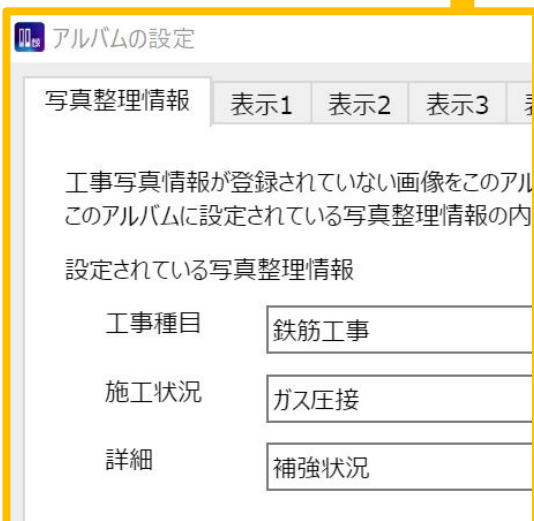 アルバムの設定
写真整理情報 表示1 表示2 表示3
工事写真情報が登録されていない画像をこのアル
このアルバムに設定されている写真整理情報の内
設定されている写真整理情報
工事種目 鉄筋工事
施工状況 ガス圧接
詳細 補強状況